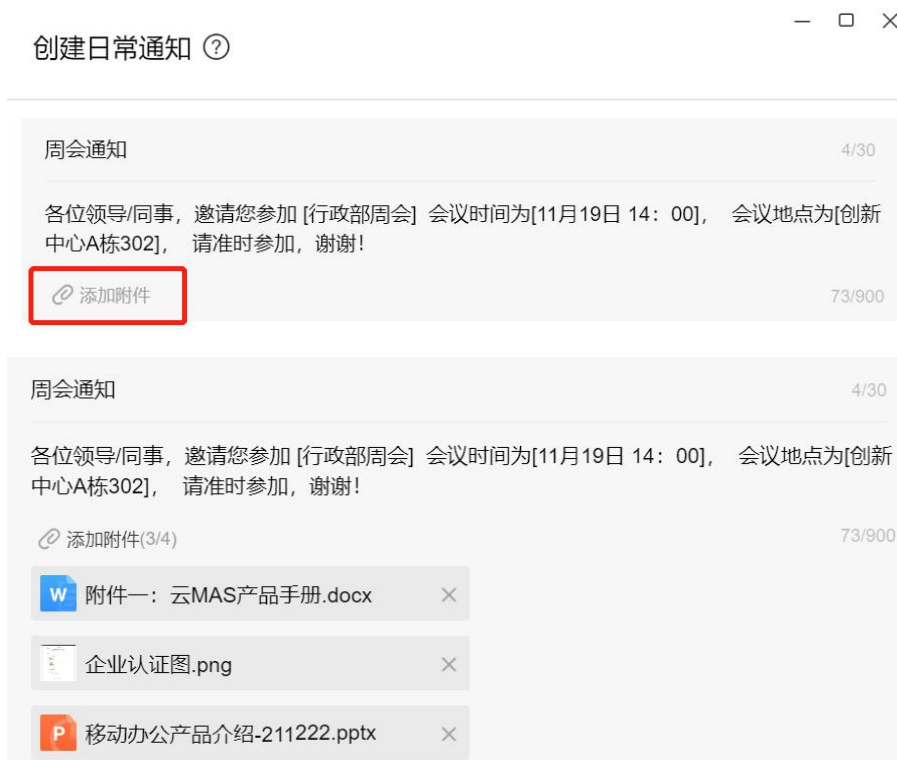 创建日常通知 ?
周会通知
4/30
各位领导/同事，邀请您参加 [行政部周会] 会议时间为[11月19日 14：00]， 会议地点为[创新
中心A栋302]， 请准时参加，谢谢！
添加附件
73/900
周会通知
4/30
各位领导/同事，邀请您参加 [行政部周会] 会议时间为[11月19日 14：00]， 会议地点为[创新
中心A栋302]， 请准时参加，谢谢！
添加附件(3/4)
73/900
W 附件一：云MAS产品手册.docx
企业认证图.png
P 移动办公产品介绍-211222.pptx